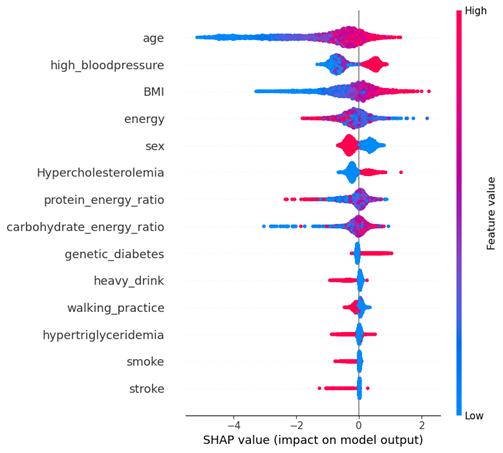 High
age
high_bloodpressure
BMI
energy
sex
Hypercholesterolemia
protein_energy_ratio
carbohydrate_energy_ratio
genetic_diabetes
heavy_drink
walking_practice
hypertriglyceridemia
smoke
stroke
Low
−4 −2 0 2
SHAP value (impact on model output)
Feature value